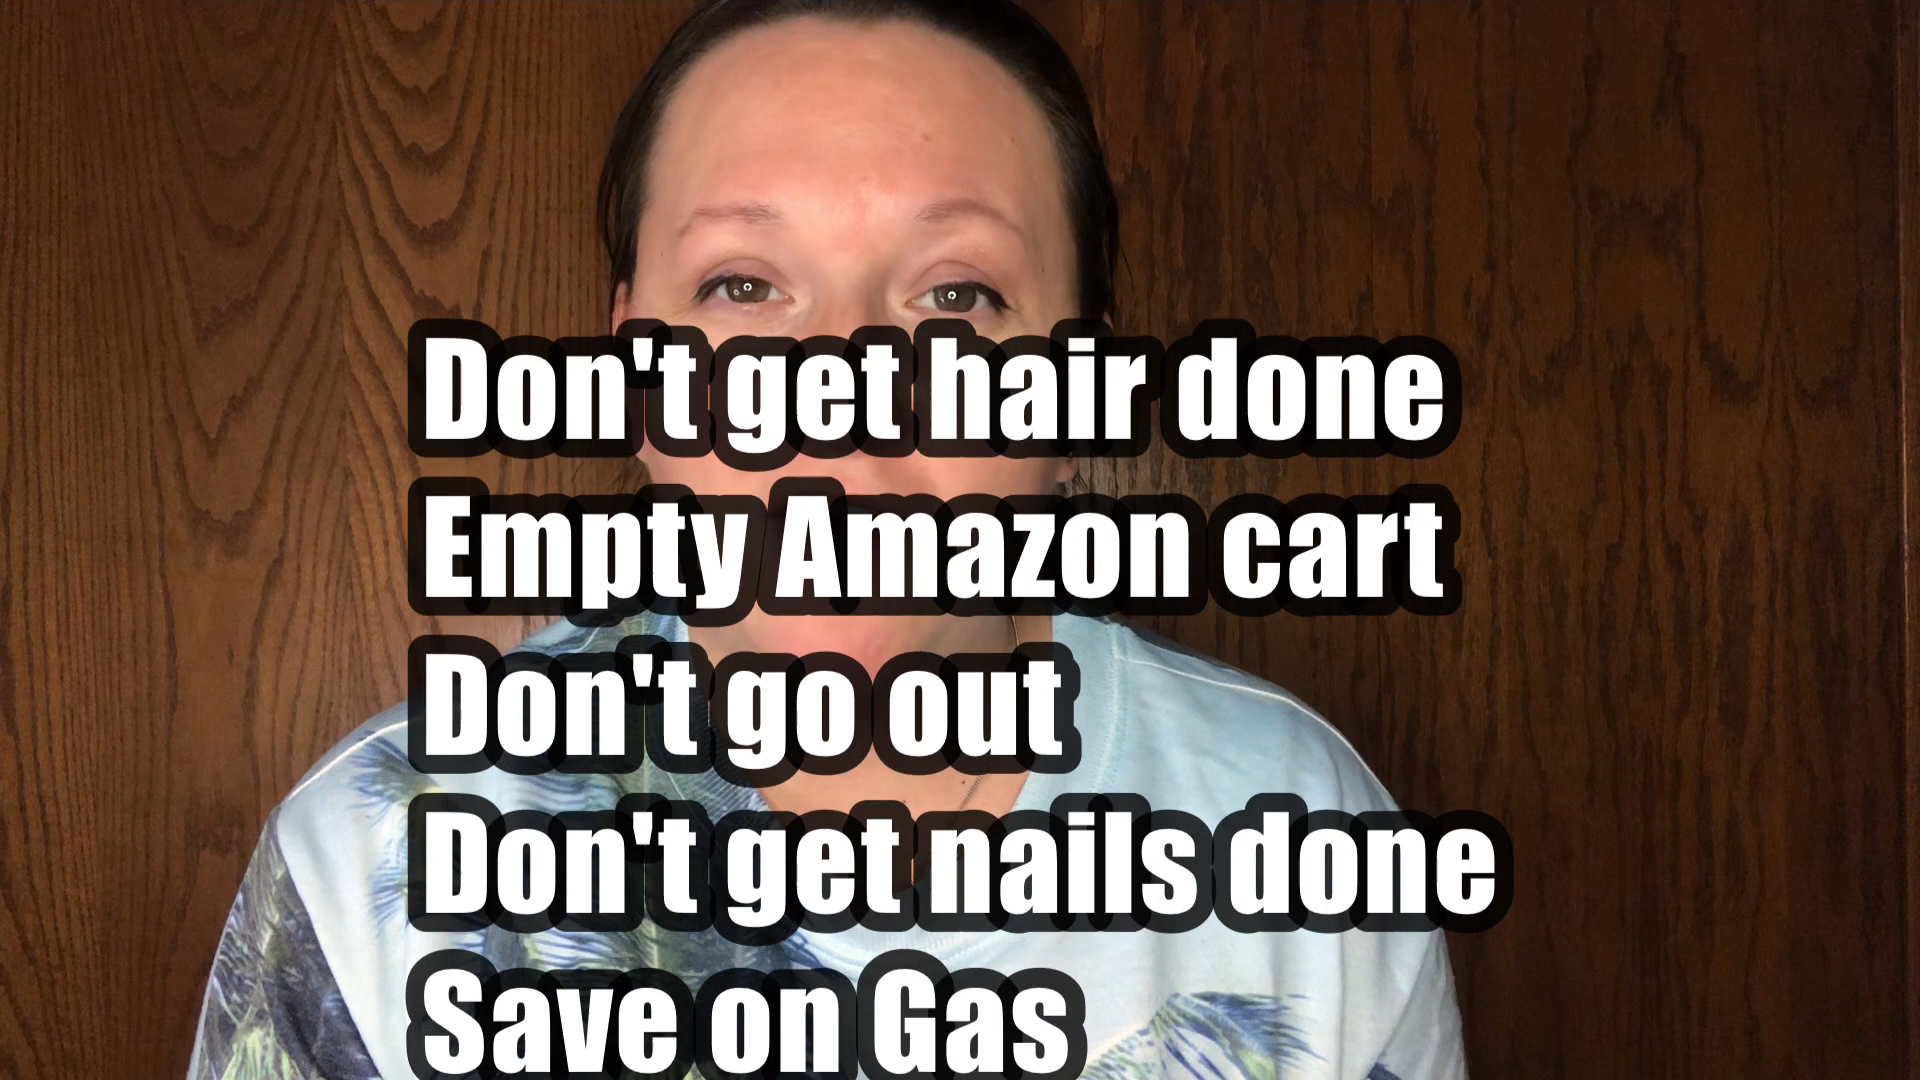 Don't get hair done
Empty Amazon cart
Don't go out
Don't get nails done
Save on Gas